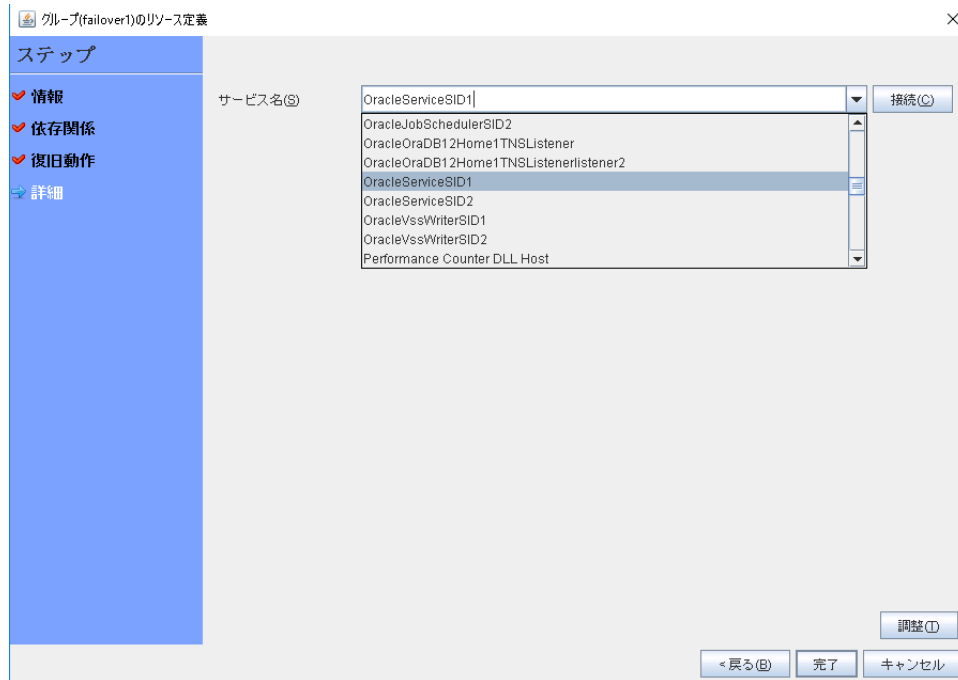 グループ(failover1)のリソース定義
ステップ
情報
依存関係
復旧動作
詳細
サービス名(S)
OracleServiceSID1
接続(C)
OracleJobSchedulerSID2
OracleOraDB12Home1TNSListener
OracleOraDB12Home1TNSListenerlistener2
OracleServiceSID1
OracleServiceSID2
OracleVssWriterSID1
OracleVssWriterSID2
Performance Counter DLL Host
調整(T)
<戻る(B)
完了
キャンセル